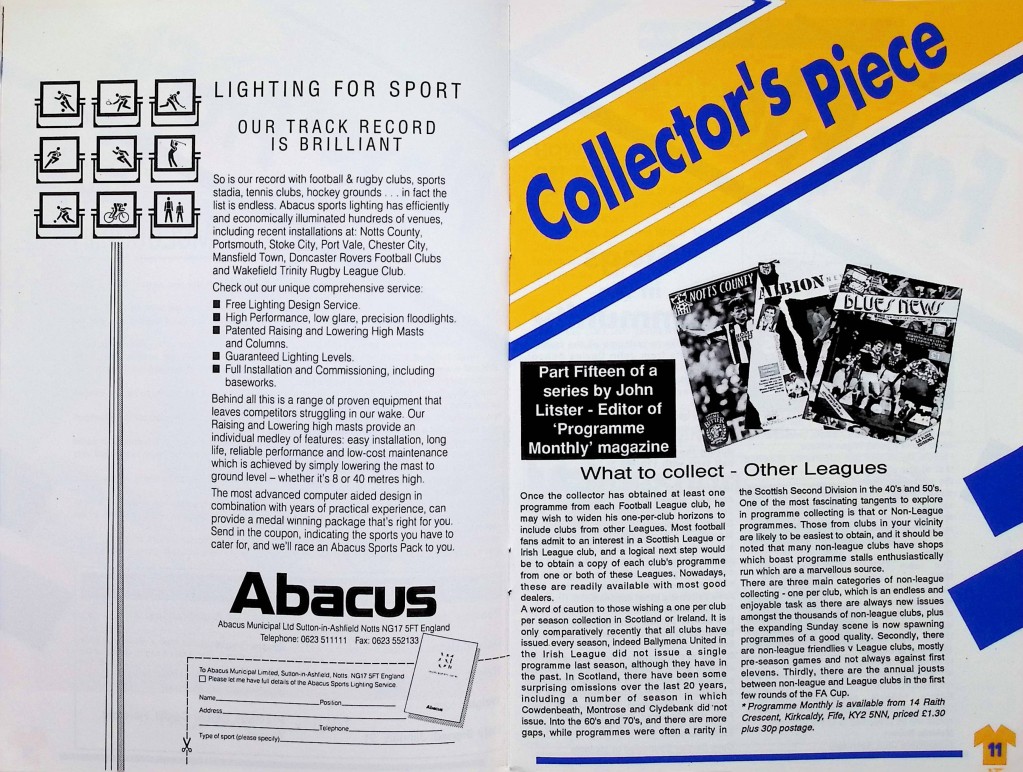 LIGHTING FOR SPORT
OUR TRACK RECORD
IS BRILLIANT
So is our record with football & rugby clubs, sports
stadia, tennis clubs, hockey grounds . . . in fact the
list is endless. Abacus sports lighting has efficiently
and economically illuminated hundreds of venues,
including recent installations at: Notts County,
Portsmouth, Stoke City, Port Vale, Chester City,
Mansfield Town, Doncaster Rovers Football Clubs
and Wakefield Trinity Rugby League Club.
Check out our unique comprehensive service:
■ Free Lighting Design Service.
■ High Performance, low glare, precision floodlights.
■ Patented Raising and Lowering High Masts
and Columns.
■ Guaranteed Lighting Levels.
■ Full Installation and Commissioning, including
baseworks.
Behind all this is a range of proven equipment that
leaves competitors struggling in our wake. Our
Raising and Lowering high masts provide an
individual medley of features: easy installation, long
life, reliable performance and low-cost maintenance
which is achieved by simply lowering the mast to
ground level – whether it's 8 or 40 metres high.
The most advanced computer aided design in
combination with years of practical experience, can
provide a medal winning package that's right for you.
Send in the coupon, indicating the sports you have to
cater for, and we'll race an Abacus Sports Pack to you.
Abacus
Abacus Municipal Ltd Sutton-in-Ashfield Notts NG17 5FT England
Telephone: 0623 511111 Fax: 0623 552133
To Abacus Municipal Limited, Sutton-in-Ashfield, Notts NG17 5FT England
Please let me have full details of the Abacus Sports Lighting Service
Name Position
Address
Telephone
Type of sport (please specify)
Abacus
Collector's Piece
NOTTS COUNTY
ALBION NEWS
BLUES NEWS
Part Fifteen of a
series by John
Litster - Editor of
'Programme
Monthly' magazine
What to collect - Other Leagues
Once the collector has obtained at least one
programme from each Football League club, he
may wish to widen his one-per-club horizons to
include clubs from other Leagues. Most football
fans admit to an interest in a Scottish League or
Irish League club, and a logical next step would
be to obtain a copy of each club's programme
from one or both of these Leagues. Nowadays,
these are readily available with most good
dealers.
A word of caution to those wishing a one per club
per season collection in Scotland or Ireland. It is
only comparatively recently that all clubs have
issued every season, indeed Ballymena United in
the Irish League did not issue a single
programme last season, although they have in
the past. In Scotland, there have been some
surprising omissions over the last 20 years,
including a number of season in which
Cowdenbeath, Montrose and Clydebank did not
issue. Into the 60's and 70's, and there are more
gaps, while programmes were often a rarity in
the Scottish Second Division in the 40's and 50's.
One of the most fascinating tangents to explore
in programme collecting is that or Non-League
programmes. Those from clubs in your vicinity
are likely to be easiest to obtain, and it should be
noted that many non-league clubs have shops
which boast programme stalls enthusiastically
run which are a marvellous source.
There are three main categories of non-league
collecting - one per club, which is an endless and
enjoyable task as there are always new issues
amongst the thousands of non-league clubs, plus
the expanding Sunday scene is now spawning
programmes of a good quality. Secondly, there
are non-league friendlies v League clubs, mostly
pre-season games and not always against first
elevens. Thirdly, there are the annual jousts
between non-league and League clubs in the first
few rounds of the FA Cup.
* Programme Monthly is available from 14 Raith
Crescent, Kirkcaldy, Fife, KY2 5NN, priced £1.30
plus 30p postage.
11